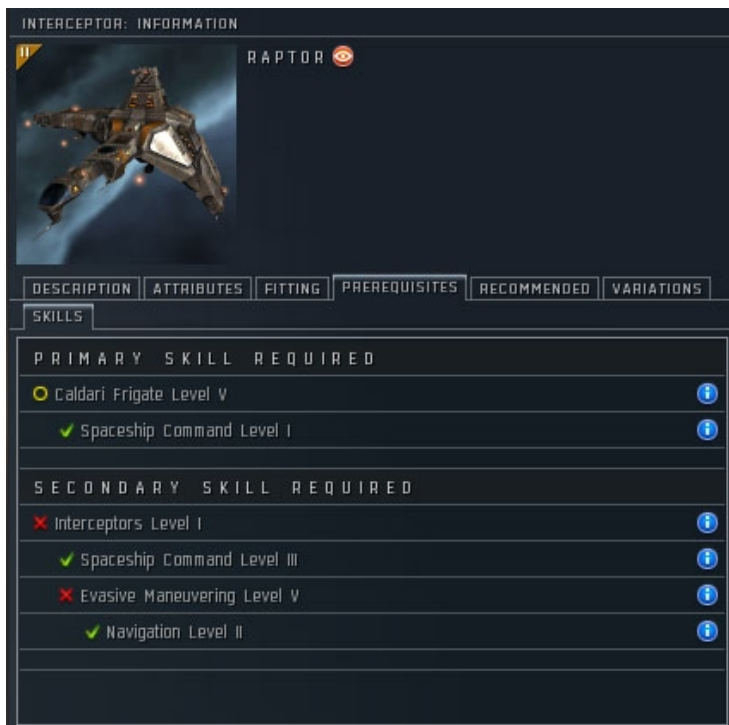 INTERCEPTOR: INFORMATION
II
RAPTOR
DESCRIPTION ATTRIBUTES FITTING PREREQUISITES RECOMMENDED VARIATIONS
SKILLS
PRIMARY SKILL REQUIRED
Caldari Frigate Level V
Spaceship Command Level I
SECONDARY SKILL REQUIRED
Interceptors Level I
Spaceship Command Level III
Evasive Maneuvering Level V
Navigation Level II